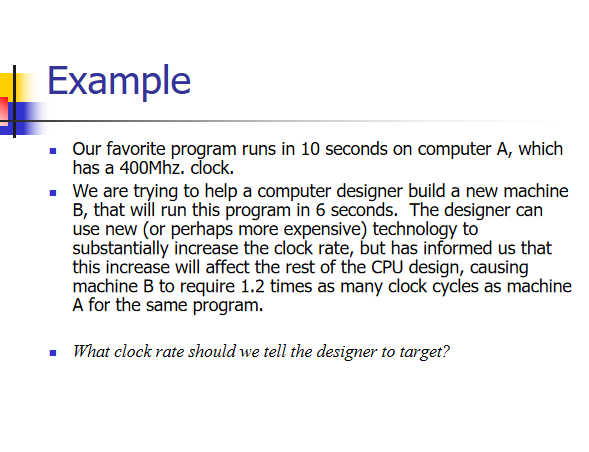 Example
Our favorite program runs in 10 seconds on computer A, which
has a 400Mhz. clock.
We are trying to help a computer designer build a new machine
B, that will run this program in 6 seconds.  The designer can
use new (or perhaps more expensive) technology to
substantially increase the clock rate, but has informed us that
this increase will affect the rest of the CPU design, causing
machine B to require 1.2 times as many clock cycles as machine
A for the same program.
What clock rate should we tell the designer to target?